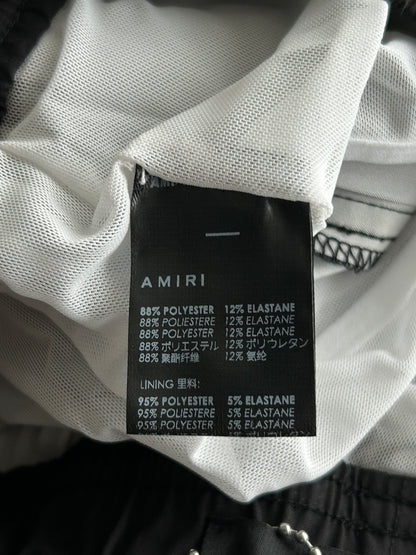 AMIRI
88% POLYESTER 12% ELASTANE
88% POLIESTERE 12% ELASTANE
88% POLIESTER 12% ELASTANE
88% ポリエステル 12% ポリウレタン
88% 聚酯纤维 12% 氨纶
LINING 里料:
95% POLYESTER 5% ELASTANE
95% POLIESTERE 5% ELASTANE
95% POLYESTER 5% ELASTANE